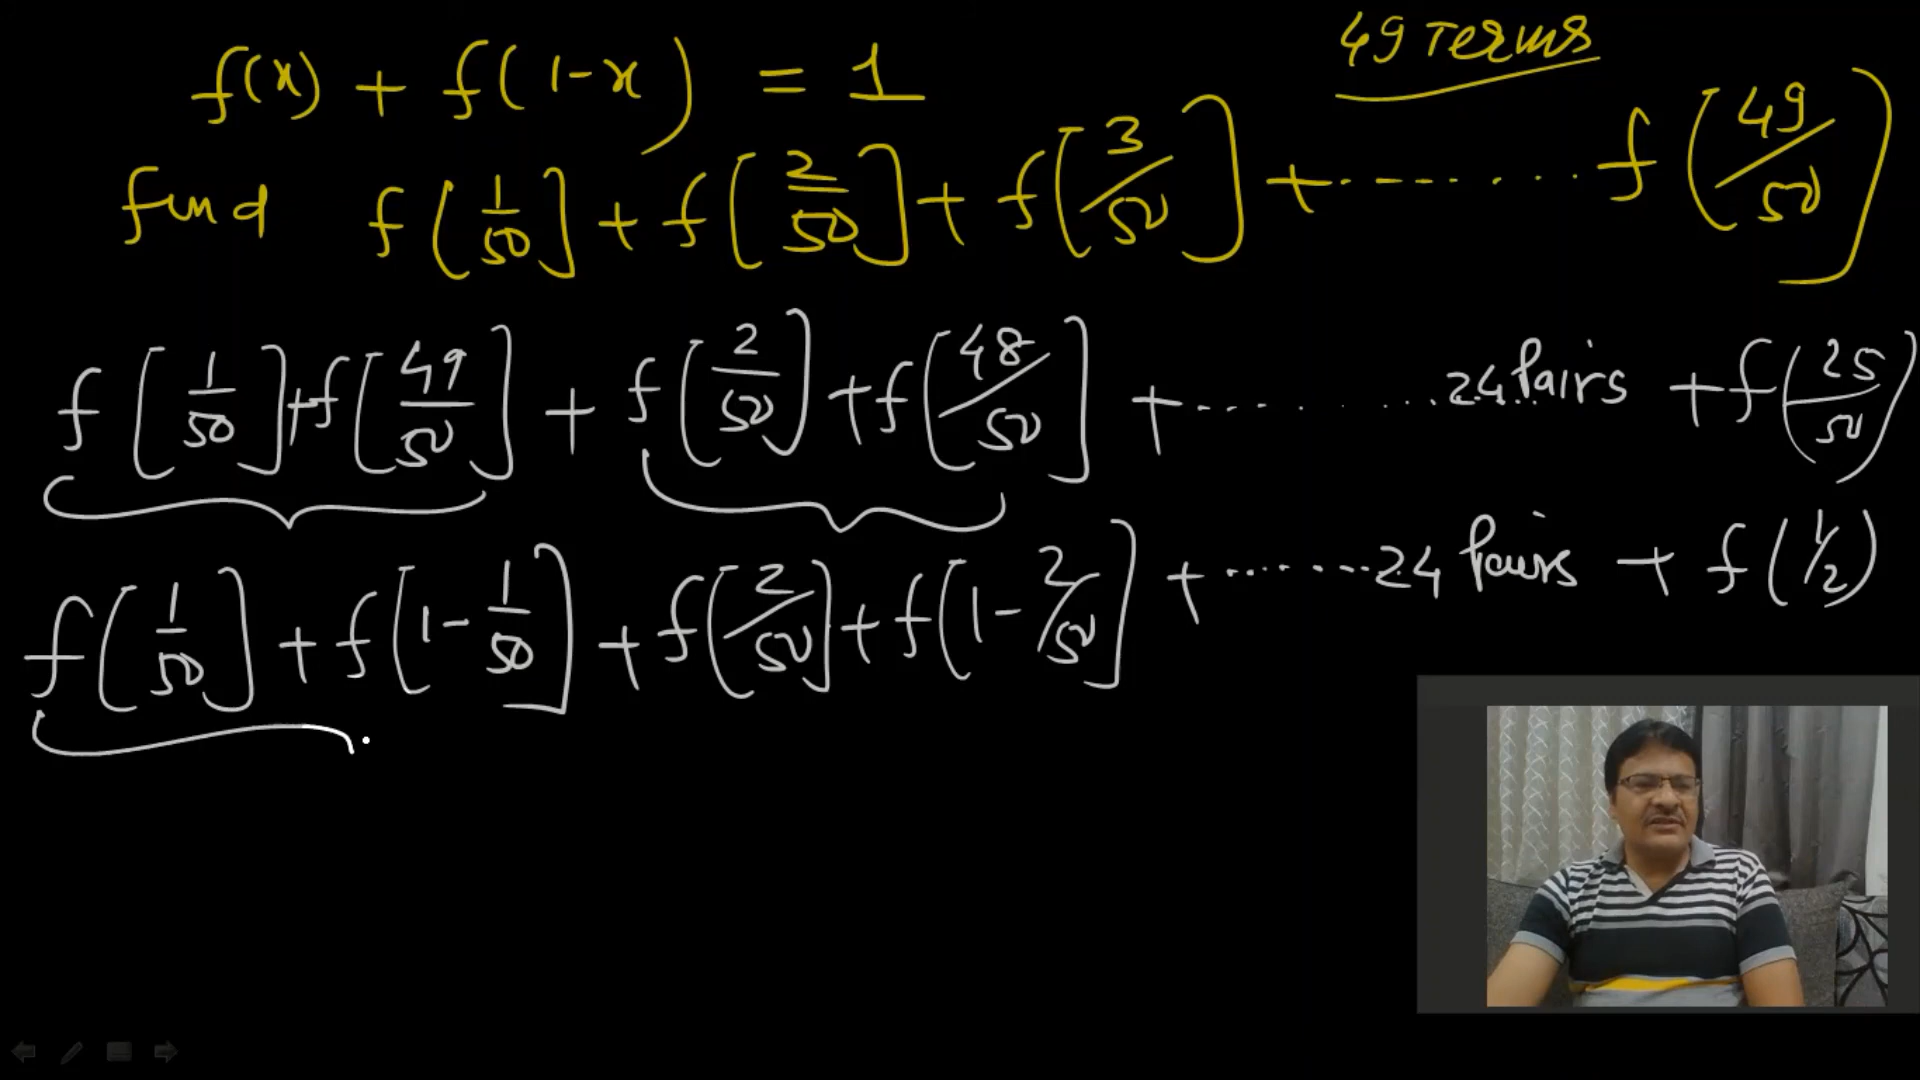 49 Terms
f(x) + f(1-x) = 1
find f[1/50] + f[2/50] + f[3/50] + ........ f[49/50]
f[1/50] + f[49/50] + f[2/50] + f[48/50] + ........ 24 Pairs + f(25/50)
f[1/50] + f[1-1/50] + f[2/50] + f[1-2/50] + ........ 24 Pairs + f(1/2)